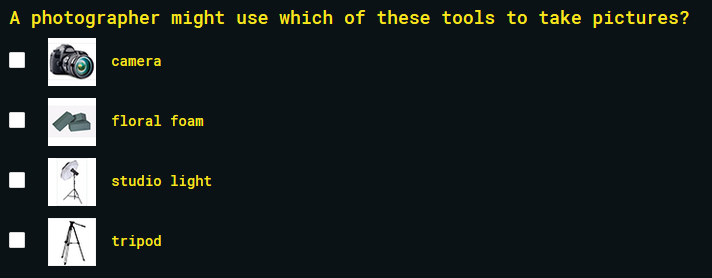 A photographer might use which of these tools to take pictures?
camera
floral foam
studio light
tripod